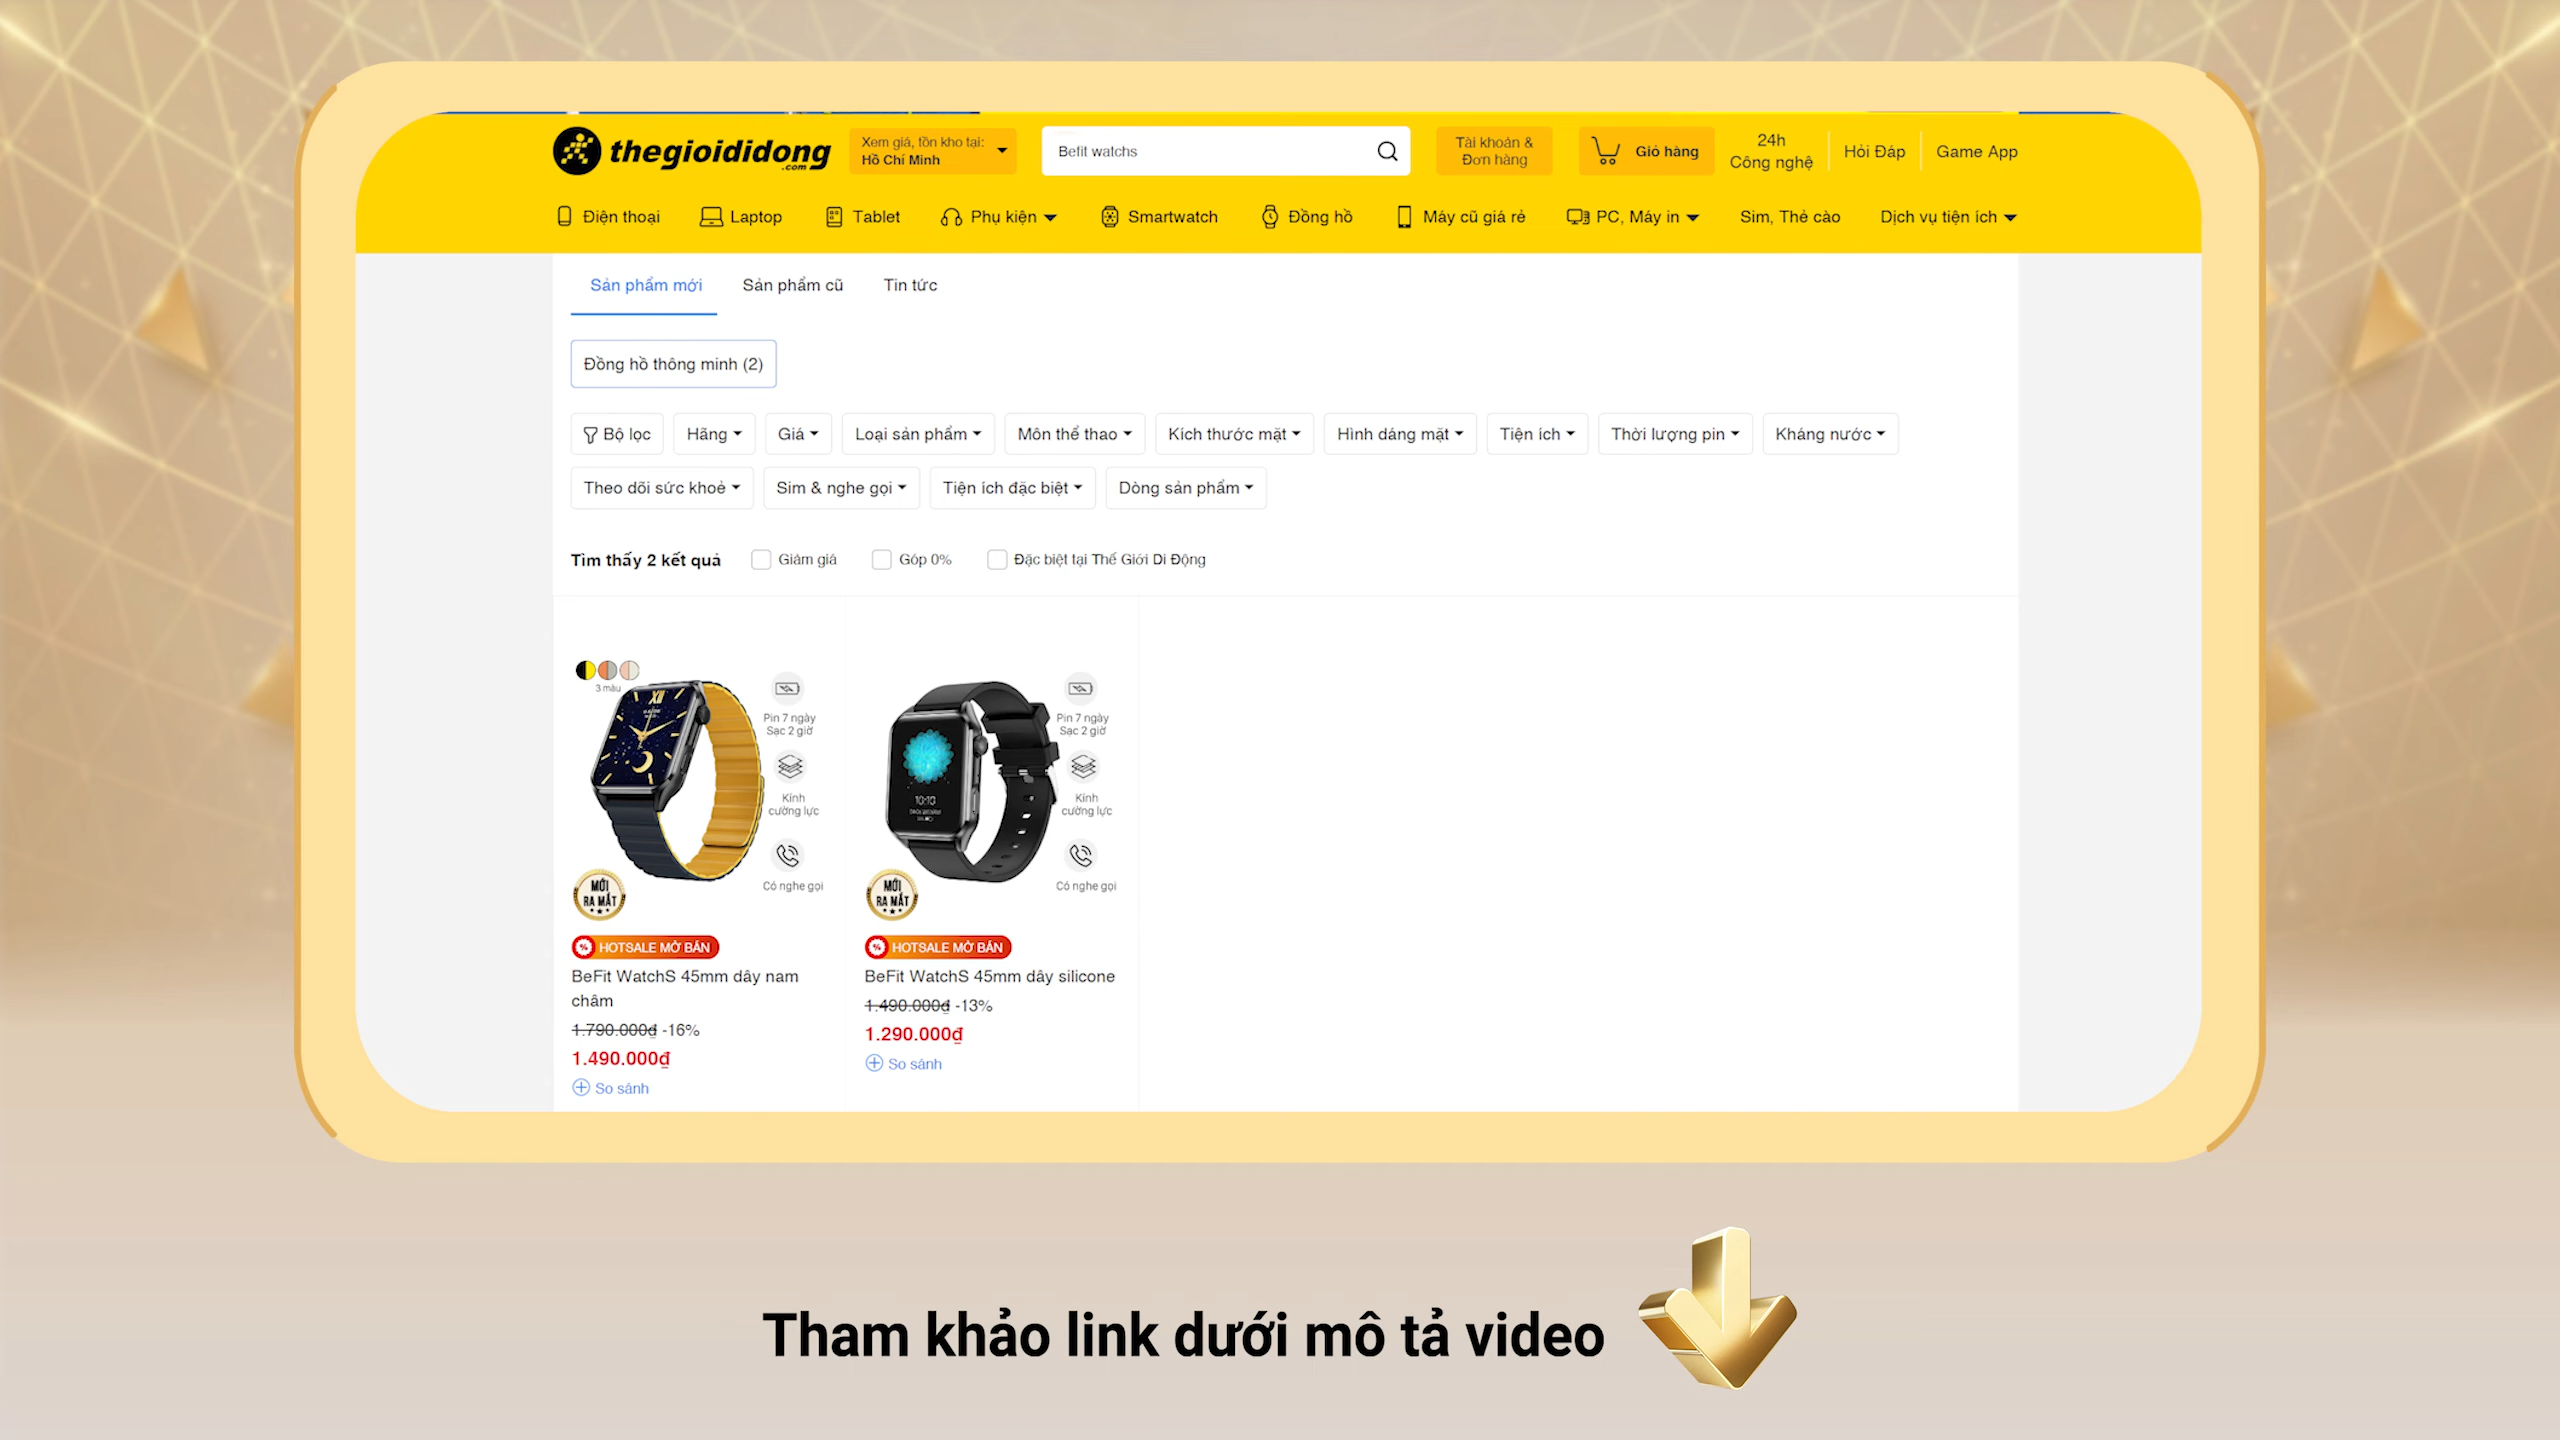 thegioididong
.com
Xem giá, tồn kho tại:
Hồ Chí Minh
Befit watchs
Tài khoản &
Đơn hàng
Giỏ hàng
24h
Công nghệ
Hỏi Đáp
Game App
Điện thoại
Laptop
Tablet
Phụ kiện
Smartwatch
Đồng hồ
Máy cũ giá rẻ
PC, Máy in
Sim, Thẻ cào
Dịch vụ tiện ích
Sản phẩm mới
Sản phẩm cũ
Tin tức
Đồng hồ thông minh (2)
Bộ lọc
Hãng
Giá
Loại sản phẩm
Môn thể thao
Kích thước mặt
Hình dáng mặt
Tiện ích
Thời lượng pin
Kháng nước
Theo dõi sức khoẻ
Sim & nghe gọi
Tiện ích đặc biệt
Dòng sản phẩm
Tìm thấy 2 kết quả
Giảm giá
Góp 0%
Đặc biệt tại Thế Giới Di Động
3 màu
XII
Pin 7 ngày
Sạc 2 giờ
Kính
cường lực
Có nghe gọi
MỚI
RA MẮT
HOTSALE MỞ BÁN
BeFit WatchS 45mm dây nam
châm
1.790.000₫ -16%
1.490.000₫
So sánh
10:10
Pin 7 ngày
Sạc 2 giờ
Kính
cường lực
Có nghe gọi
MỚI
RA MẮT
HOTSALE MỞ BÁN
BeFit WatchS 45mm dây silicone
1.490.000₫ -13%
1.290.000₫
So sánh
Tham khảo link dưới mô tả video